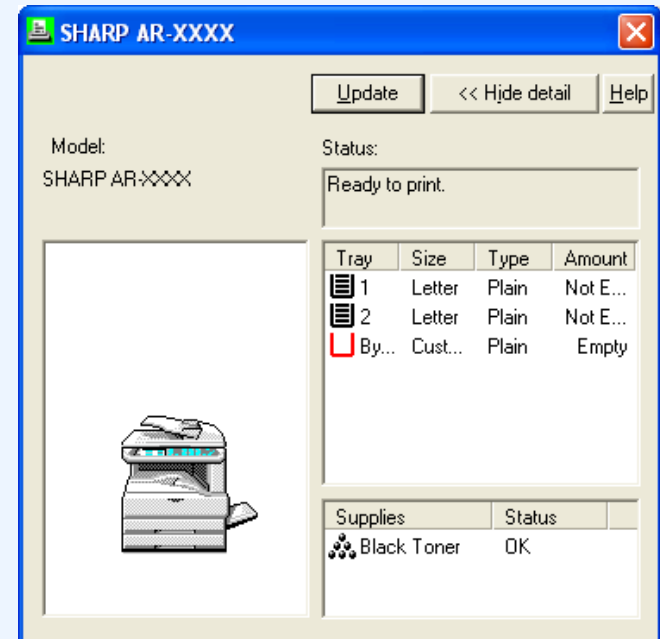 SHARP AR-XXXX
Update << Hide detail Help
Model: Status:
SHARP AR-XXXX Ready to print.
Tray Size Type Amount
1 Letter Plain Not E...
2 Letter Plain Not E...
By... Cust... Plain Empty
Supplies Status
Black Toner OK